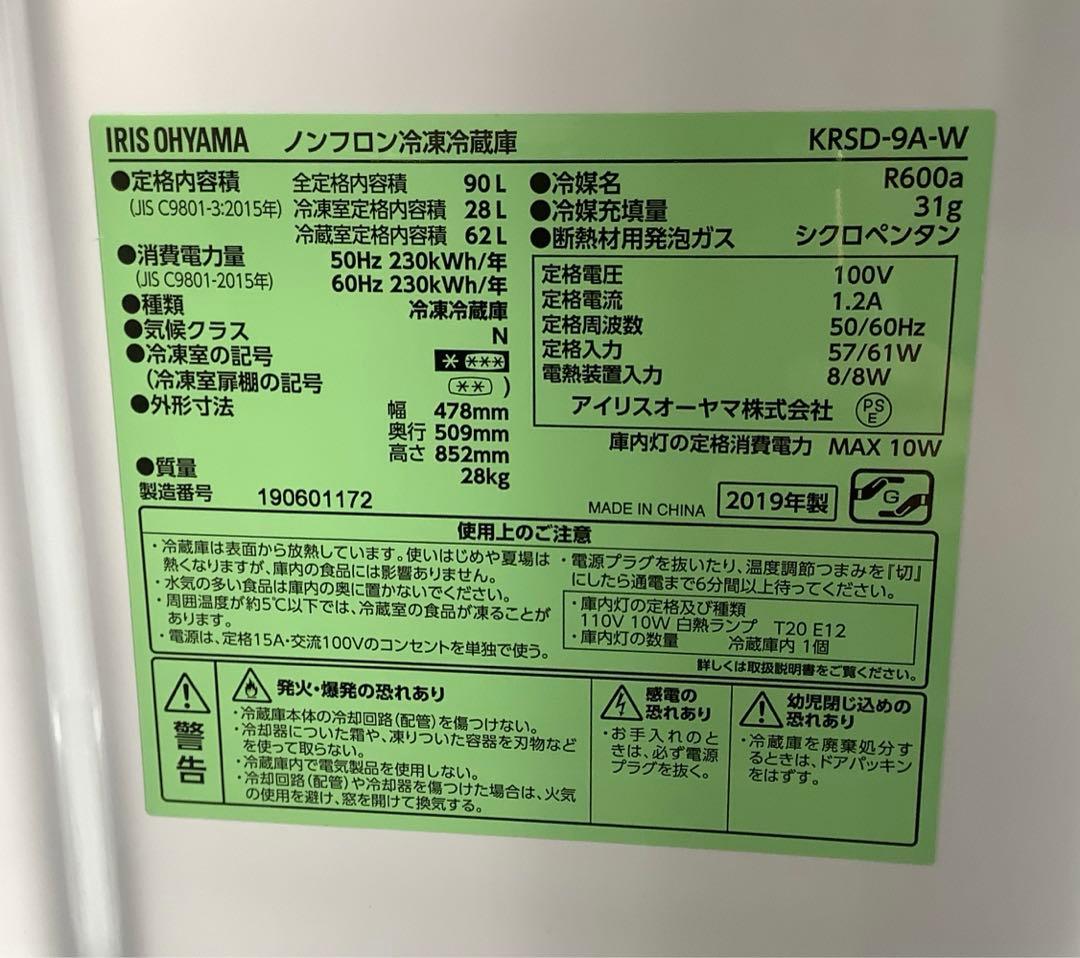 IRIS OHYAMA ノンフロン冷凍冷蔵庫 KRSD-9A-W
●定格内容積 全定格内容積 90 L
(JIS C9801-3:2015年) 冷凍室定格内容積 28 L
冷蔵室定格内容積 62 L
●消費電力量 50Hz 230kWh/年
(JIS C9801-2015年) 60Hz 230kWh/年
●種類 冷凍冷蔵庫
●気候クラス N
●冷凍室の記号 * ***
(冷凍室扉棚の記号 (**) )
●外形寸法 幅 478mm
奥行 509mm
高さ 852mm
●質量 28kg
製造番号 190601172
●冷媒名 R600a
●冷媒充填量 31g
●断熱材用発泡ガス シクロペンタン
定格電圧 100V
定格電流 1.2A
定格周波数 50/60Hz
定格入力 57/61W
電熱装置入力 8/8W
アイリスオーヤマ株式会社 PSE
庫内灯の定格消費電力 MAX 10W
MADE IN CHINA 2019年製 G
使用上のご注意
・冷蔵庫は表面から放熱しています。使いはじめや夏場は
熱くなりますが、庫内の食品には影響ありません。
・水気の多い食品は庫内の奥に置かないでください。
・周囲温度が約5℃以下では、冷蔵室の食品が凍ることが
あります。
・電源は、定格15A・交流100Vのコンセントを単独で使う。
・電源プラグを抜いたり、温度調節つまみを『切』
にしたら通電まで6分間以上待ってください。
・庫内灯の定格及び種類
110V 10W 白熱ランプ T20 E12
・庫内灯の数量 冷蔵庫内 1個
詳しくは取扱説明書をご覧ください。
警告
発火・爆発の恐れあり
・冷蔵庫本体の冷却回路(配管)を傷つけない。
・冷却器についた霜や、凍りついた容器を刃物など
を使って取らない。
・冷蔵庫内で電気製品を使用しない。
・冷却回路(配管)や冷却器を傷つけた場合は、火気
の使用を避け、窓を開けて換気する。
感電の
恐れあり
・お手入れのと
きは、必ず電源
プラグを抜く。
幼児閉じ込めの
恐れあり
・冷蔵庫を廃棄処分す
るときは、ドアパッキン
をはずす。